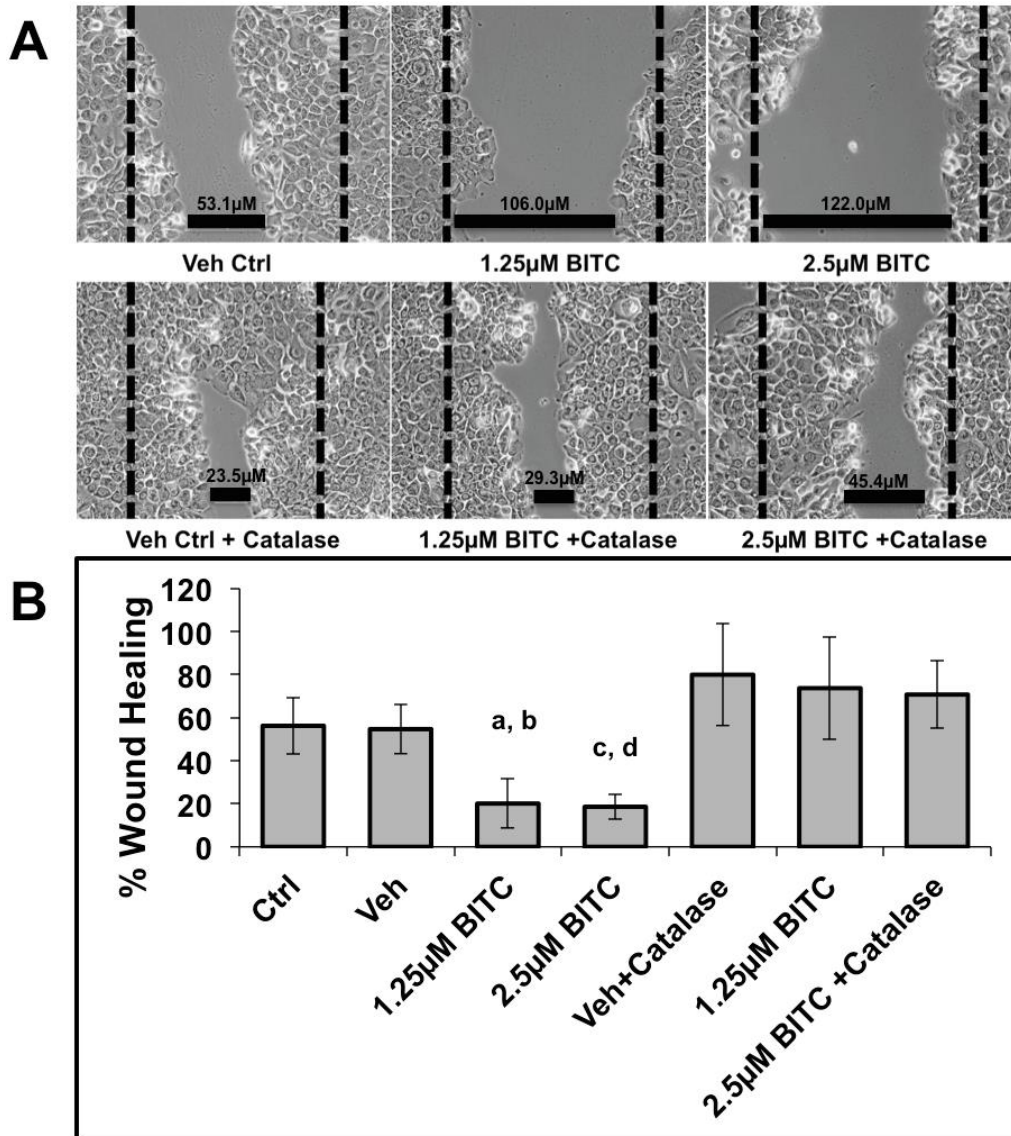 A
53.1µM
106.0µM
122.0µM
Veh Ctrl
1.25µM BITC
2.5µM BITC
23.5µM
29.3µM
45.4µM
Veh Ctrl + Catalase
1.25µM BITC +Catalase
2.5µM BITC +Catalase
B
% Wound Healing
120
100
80
60
40
20
0
a, b
c, d
Ctrl
Veh
1.25µM BITC
2.5µM BITC
Veh+Catalase
1.25µM BITC
2.5µM BITC +Catalase